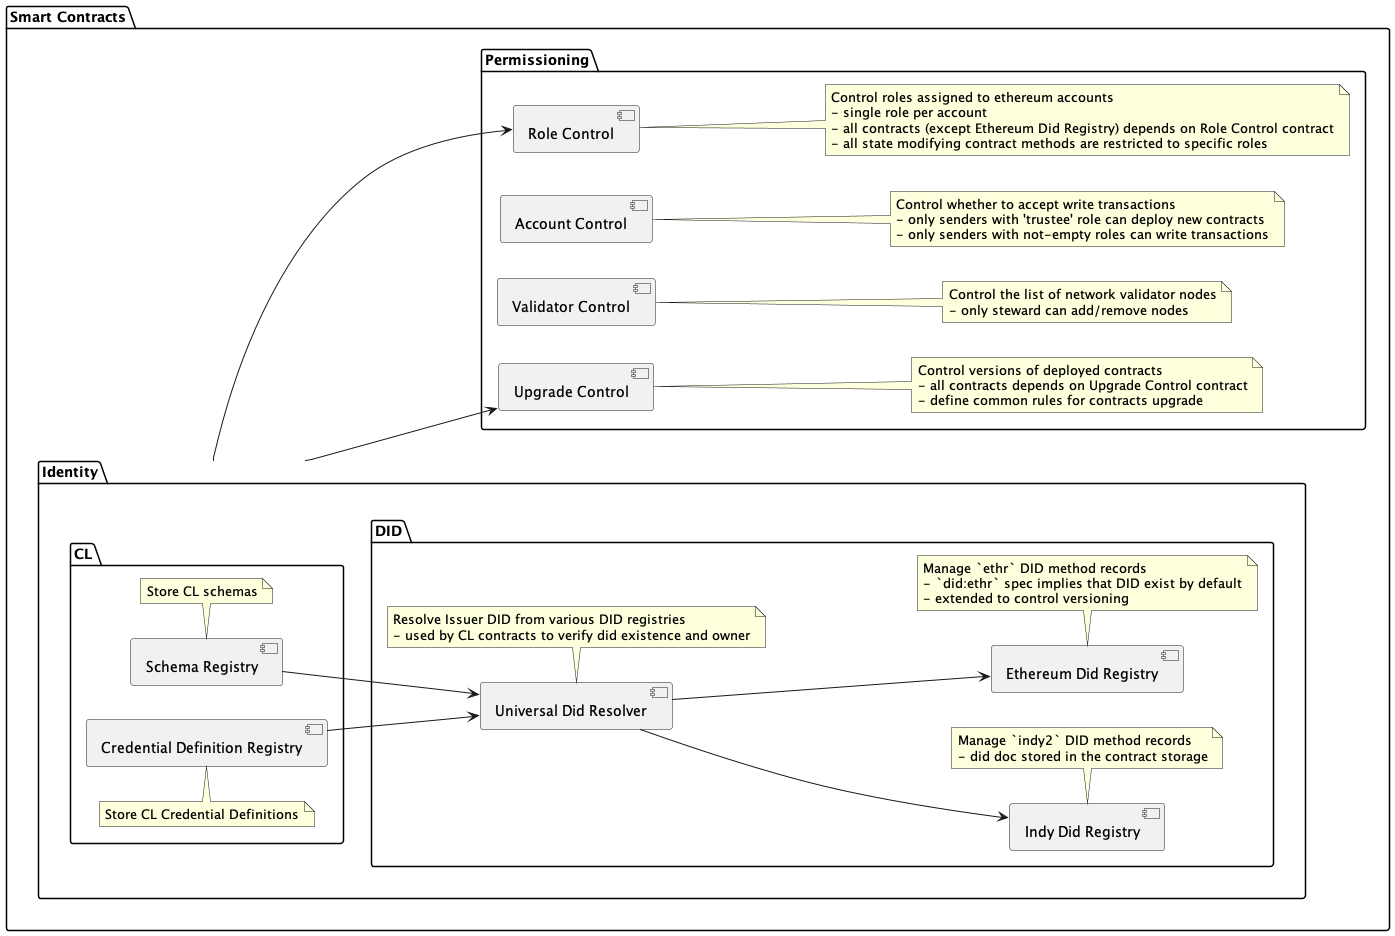 Smart Contracts
Permissioning
Role Control
Control roles assigned to ethereum accounts
- single role per account
- all contracts (except Ethereum Did Registry) depends on Role Control contract
- all state modifying contract methods are restricted to specific roles
Account Control
Control whether to accept write transactions
- only senders with 'trustee' role can deploy new contracts
- only senders with not-empty roles can write transactions
Validator Control
Control the list of network validator nodes
- only steward can add/remove nodes
Upgrade Control
Control versions of deployed contracts
- all contracts depends on Upgrade Control contract
- define common rules for contracts upgrade
Identity
CL
Store CL schemas
Schema Registry
Credential Definition Registry
Store CL Credential Definitions
DID
Resolve Issuer DID from various DID registries
- used by CL contracts to verify did existence and owner
Universal Did Resolver
Manage `ethr` DID method records
- `did:ethr` spec implies that DID exist by default
- extended to control versioning
Ethereum Did Registry
Manage `indy2` DID method records
- did doc stored in the contract storage
Indy Did Registry